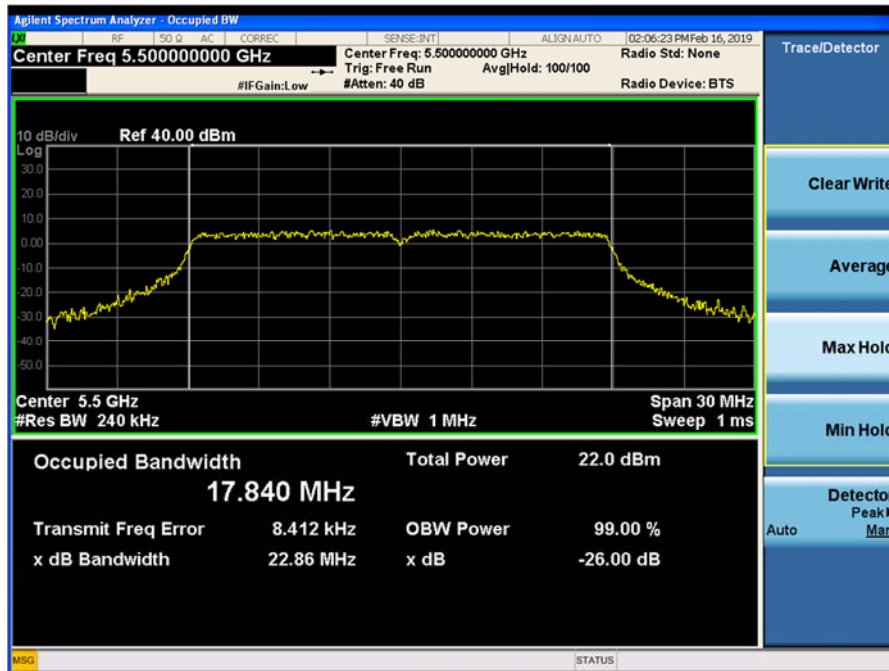 Agilent Spectrum Analyzer - Occupied BW
LXI RF 50 Ω AC CORREC SENSE:INT ALIGN AUTO 02:06:23 PM Feb 16, 2019
Center Freq 5.500000000 GHz
Center Freq: 5.500000000 GHz
Radio Std: None
Trig: Free Run Avg|Hold: 100/100
#IFGain:Low
#Atten: 40 dB
Radio Device: BTS
Trace/Detector
10 dB/div Ref 40.00 dBm
Log
30.0
20.0
10.0
0.00
-10.0
-20.0
-30.0
-40.0
-50.0
Center 5.5 GHz Span 30 MHz
#Res BW 240 kHz #VBW 1 MHz Sweep 1 ms
Clear Write
Average
Max Hold
Min Hold
Detector
Peak
Auto Man
Occupied Bandwidth Total Power 22.0 dBm
17.840 MHz
Transmit Freq Error 8.412 kHz OBW Power 99.00 %
x dB Bandwidth 22.86 MHz x dB -26.00 dB
MSG STATUS